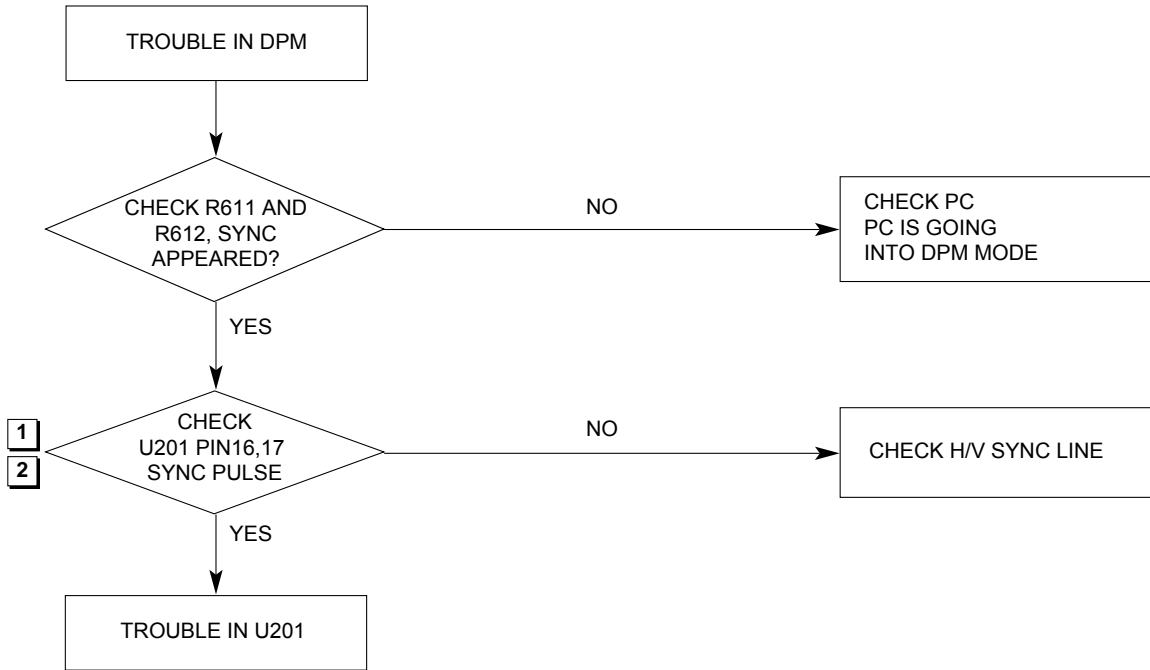 TROUBLE IN DPM
CHECK R611 AND
R612, SYNC
APPEARED?
NO
CHECK PC
PC IS GOING
INTO DPM MODE
YES
1
2
CHECK
U201 PIN16,17
SYNC PULSE
NO
CHECK H/V SYNC LINE
YES
TROUBLE IN U201